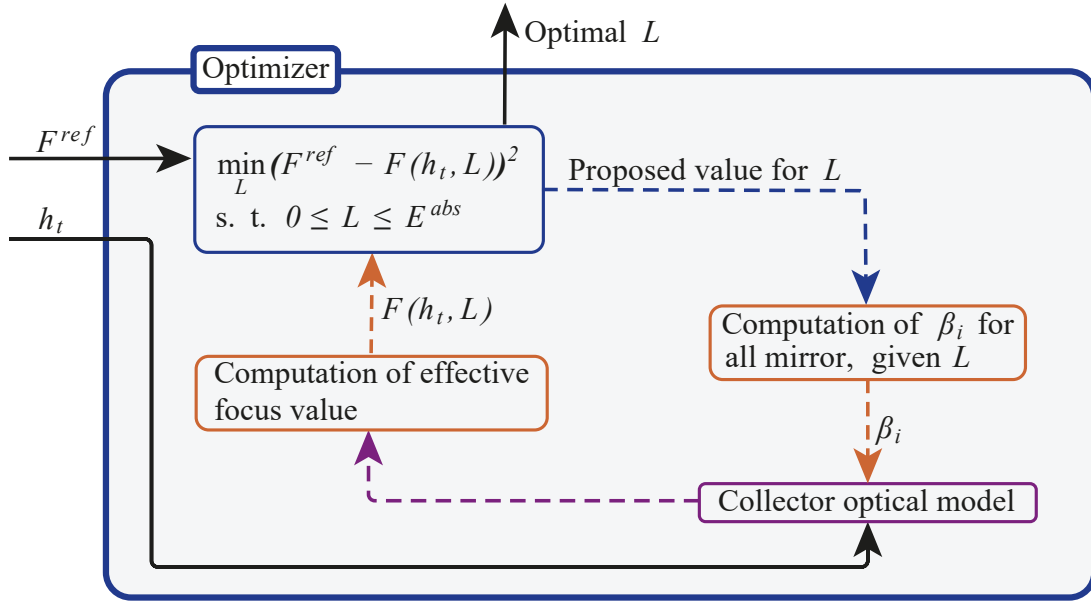 Optimal L
Optimizer
F^ref
min_L (F^ref − F(h_t, L))^2
s. t. 0 ≤ L ≤ E^abs
Proposed value for L
h_t
F(h_t, L)
Computation of β_i for
all mirror, given L
Computation of effective
focus value
β_i
Collector optical model